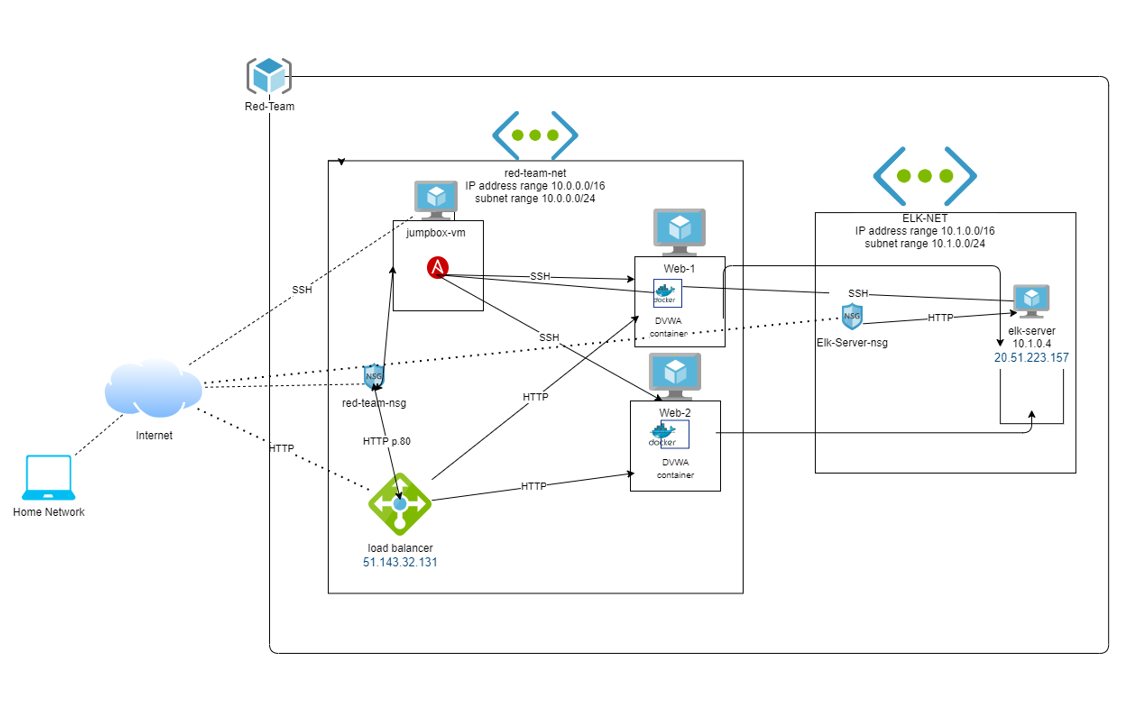 Red-Team
red-team-net
IP address range 10.0.0.0/16
subnet range 10.0.0.0/24
ELK-NET
IP address range 10.1.0.0/16
subnet range 10.1.0.0/24
jumpbox-vm
A
Web-1
docker
DVWA
container
SSH
SSH
SSH
SSH
NSG
HTTP
Elk-Server-nsg
elk-server
10.1.0.4
20.51.223.157
NSG
red-team-nsg
HTTP
Web-2
docker
DVWA
container
Internet
HTTP
HTTP p.80
HTTP
Home Network
load balancer
51.143.32.131